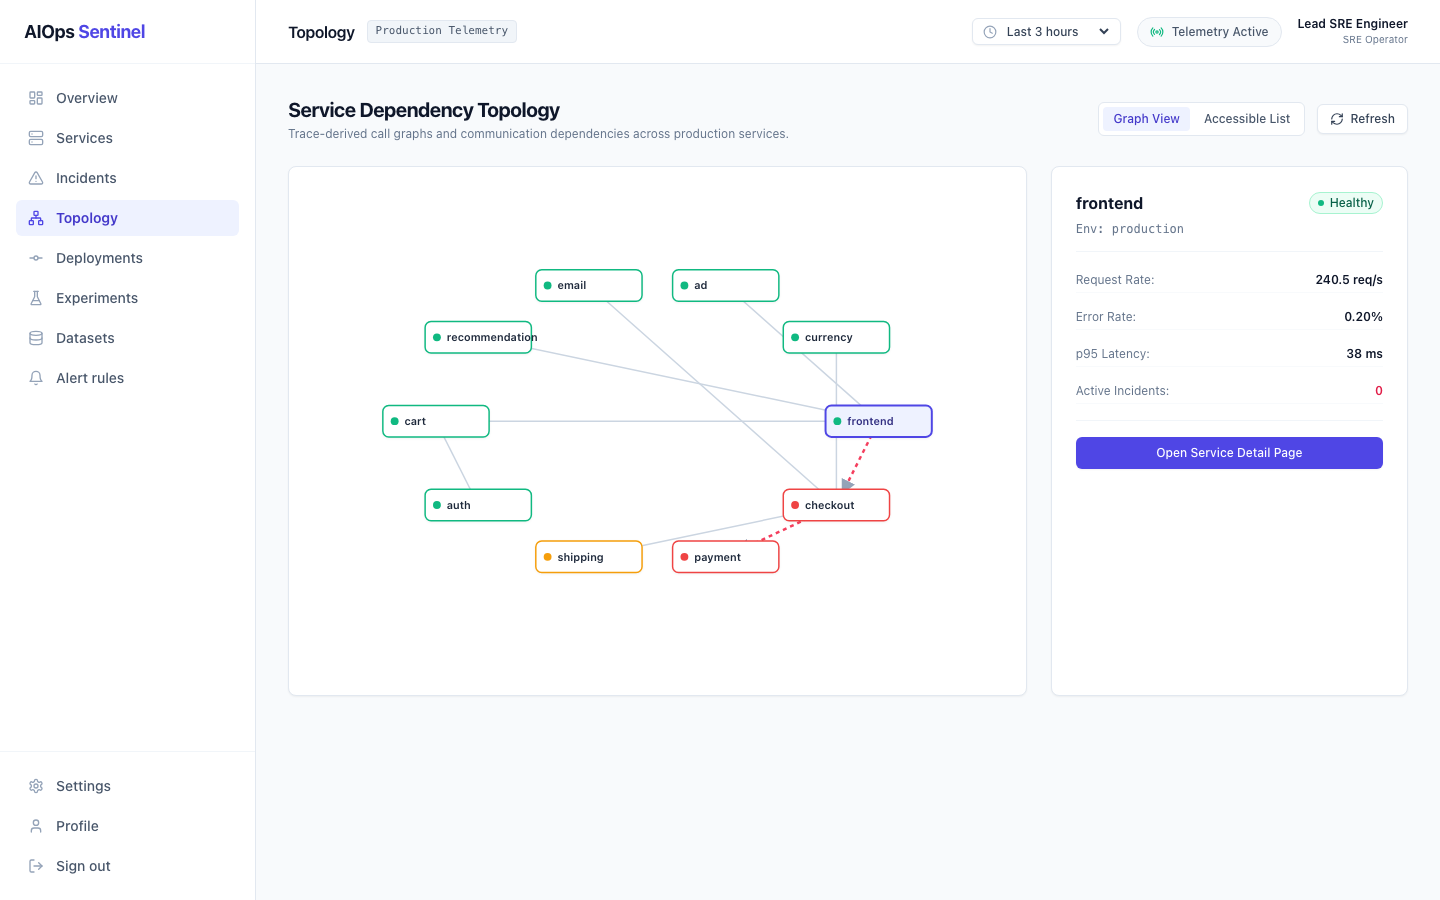 AIOps Sentinel
Overview
Services
Incidents
Topology
Deployments
Experiments
Datasets
Alert rules
Settings
Profile
Sign out
Topology
Production Telemetry
Last 3 hours
Telemetry Active
Lead SRE Engineer
SRE Operator
Service Dependency Topology
Trace-derived call graphs and communication dependencies across production services.
Graph View
Accessible List
Refresh
email
ad
recommendation
currency
cart
frontend
auth
checkout
shipping
payment
frontend
Healthy
Env: production
Request Rate: 240.5 req/s
Error Rate: 0.20%
p95 Latency: 38 ms
Active Incidents: 0
Open Service Detail Page